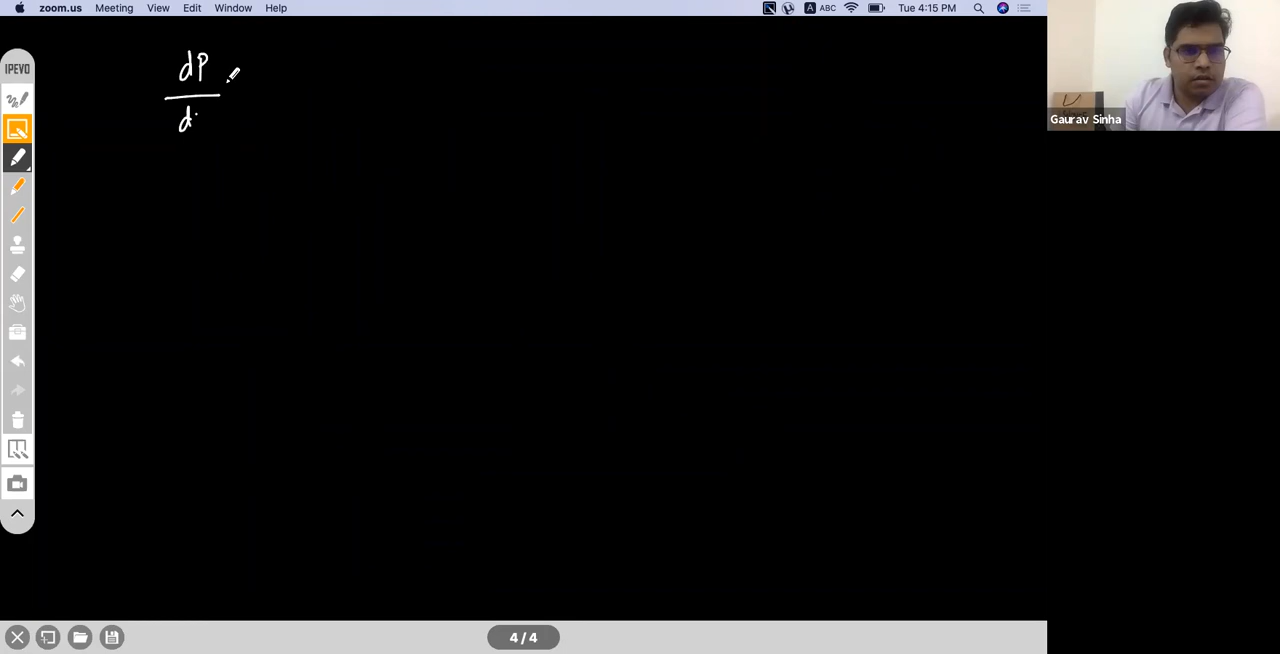 zoom.us Meeting View Edit Window Help A ABC Tue 4:15 PM
IPEVO
dP
d
Gaurav Sinha
4 / 4